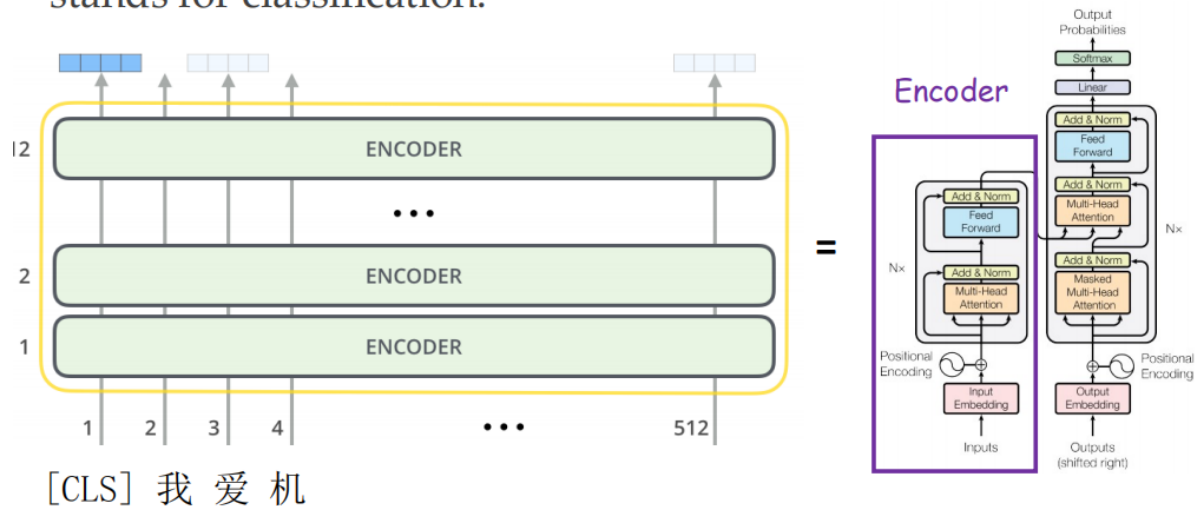 stands for classification.
12
ENCODER
...
2
ENCODER
1
ENCODER
1 2 3 4 ... 512
[CLS] 我 爱 机
=
Encoder
Add & Norm
Feed
Forward
Nx
Add & Norm
Multi-Head
Attention
Positional
Encoding
Input
Embedding
Inputs
Output
Probabilities
Softmax
Linear
Add & Norm
Feed
Forward
Add & Norm
Multi-Head
Attention
Nx
Add & Norm
Masked
Multi-Head
Attention
Positional
Encoding
Output
Embedding
Outputs
(shifted right)